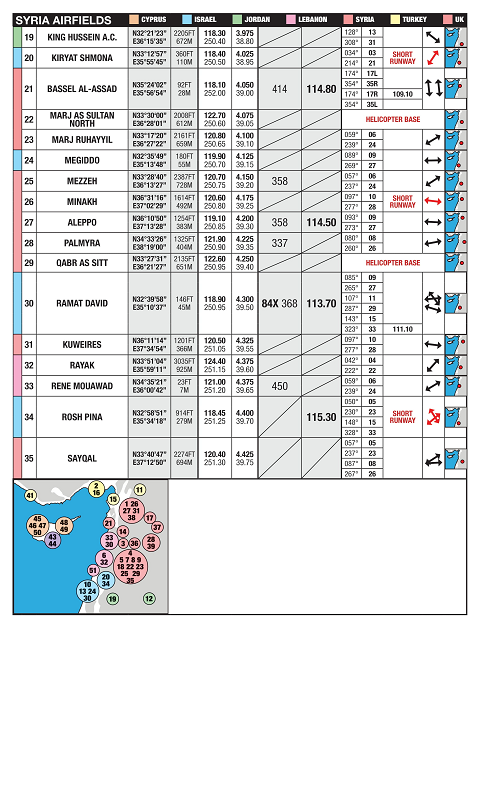 SYRIA AIRFIELDS CYPRUS ISRAEL JORDAN LEBANON SYRIA TURKEY UK
19 KING HUSSEIN A.C. N32°21'23" E36°15'35" 2205FT 672M 118.30 250.40 3.975 38.80 128° 13 308° 31
20 KIRYAT SHMONA N33°12'57" E35°55'45" 360FT 110M 118.40 250.50 4.025 38.95 034° 03 214° 21 SHORT RUNWAY
21 BASSEL AL-ASSAD N35°24'02" E35°56'54" 92FT 28M 118.10 252.00 4.050 39.00 414 114.80 174° 17L 354° 35R 174° 17R 109.10 354° 35L
22 MARJ AS SULTAN NORTH N33°30'00" E36°28'01" 2008FT 612M 122.70 250.60 4.075 39.05 HELICOPTER BASE
23 MARJ RUHAYYIL N33°17'20" E36°27'22" 2161FT 659M 120.80 250.65 4.100 39.10 059° 06 239° 24
24 MEGIDDO N32°35'49" E35°13'48" 180FT 55M 119.90 250.70 4.125 39.15 089° 09 269° 27
25 MEZZEH N33°28'40" E36°13'27" 2387FT 728M 120.70 250.75 4.150 39.20 358 057° 06 237° 24
26 MINAKH N36°31'16" E37°02'29" 1614FT 492M 120.60 250.80 4.175 39.25 097° 10 277° 28 SHORT RUNWAY
27 ALEPPO N36°10'50" E37°13'28" 1254FT 383M 119.10 250.85 4.200 39.30 358 114.50 093° 09 273° 27
28 PALMYRA N34°33'26" E38°19'00" 1325FT 404M 121.90 250.90 4.225 39.35 337 080° 08 260° 26
29 QABR AS SITT N33°27'31" E36°21'27" 2135FT 651M 122.60 250.95 4.250 39.40 HELICOPTER BASE
30 RAMAT DAVID N32°39'58" E35°10'37" 146FT 45M 118.90 250.95 4.300 39.50 84X 368 113.70 085° 09 265° 27 107° 11 287° 29 143° 15 323° 33 111.10
31 KUWEIRES N36°11'14" E37°34'54" 1201FT 366M 120.50 251.05 4.325 39.55 097° 10 277° 28
32 RAYAK N33°51'04" E35°59'11" 3035FT 925M 124.40 251.15 4.375 39.60 042° 04 222° 22
33 RENE MOUAWAD N34°35'21" E36°00'42" 23FT 7M 121.00 251.20 4.375 39.65 450 059° 06 239° 24
34 ROSH PINA N32°58'51" E35°34'18" 914FT 279M 118.45 251.25 4.400 39.70 115.30 050° 05 230° 23 148° 15 328° 33 SHORT RUNWAY
35 SAYQAL N33°40'47" E37°12'50" 2274FT 694M 120.40 251.30 4.425 39.75 057° 05 237° 23 087° 08 267° 26
41
2
16
11
15
1 26
27 31
38
45
46 47
50
48
49
21
17
37
14
43
44
33
30
3
36
28
39
4
5 7 8 9
18 22 23
25 29
35
6
32
51
20
34
10
13 24
30
19
12